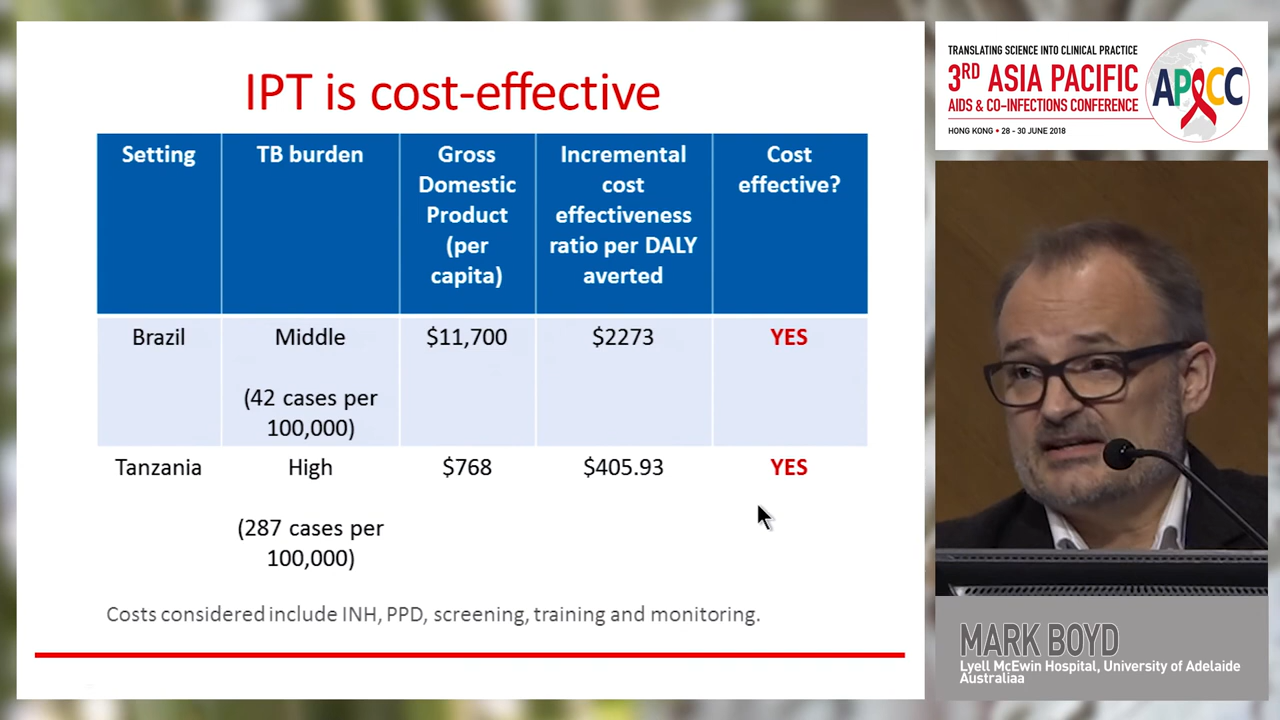 IPT is cost-effective
Setting
TB burden
Gross
Domestic
Product
(per
capita)
Incremental
cost
effectiveness
ratio per DALY
averted
Cost
effective?
Brazil
Middle
(42 cases per
100,000)
$11,700
$2273
YES
Tanzania
High
(287 cases per
100,000)
$768
$405.93
YES
Costs considered include INH, PPD, screening, training and monitoring.
TRANSLATING SCIENCE INTO CLINICAL PRACTICE
3RD ASIA PACIFIC
AIDS & CO-INFECTIONS CONFERENCE
HONG KONG • 28 - 30 JUNE 2018
APACC
MARK BOYD
Lyell McEwin Hospital, University of Adelaide
Australiaa